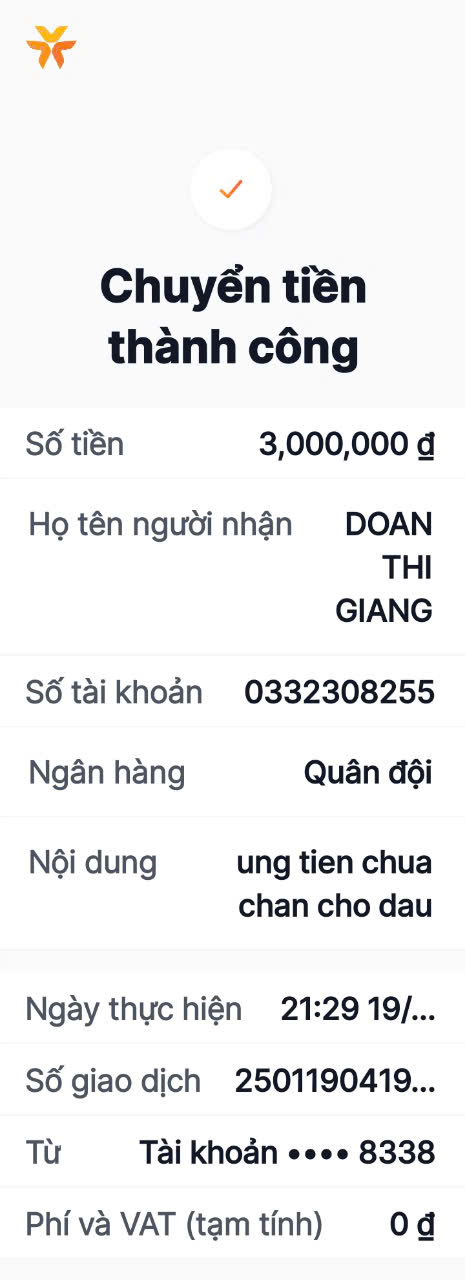 Chuyển tiền
thành công
Số tiền 3,000,000 ₫
Họ tên người nhận DOAN
THI
GIANG
Số tài khoản 0332308255
Ngân hàng Quân đội
Nội dung ung tien chua
chan cho dau
Ngày thực hiện 21:29 19/...
Số giao dịch 2501190419...
Từ Tài khoản •••• 8338
Phí và VAT (tạm tính) 0 ₫